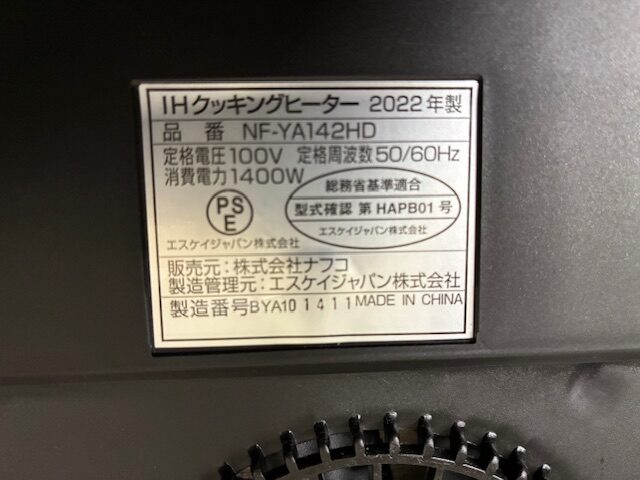 IHクッキングヒーター 2022年製
品 番 NF-YA142HD
定格電圧100V 定格周波数50/60Hz
消費電力1400W
PS
E
エスケイジャパン株式会社
総務省基準適合
型式確認 第 HAPB01 号
エスケイジャパン株式会社
販売元：株式会社ナフコ
製造管理元：エスケイジャパン株式会社
製造番号BYA101411MADE IN CHINA